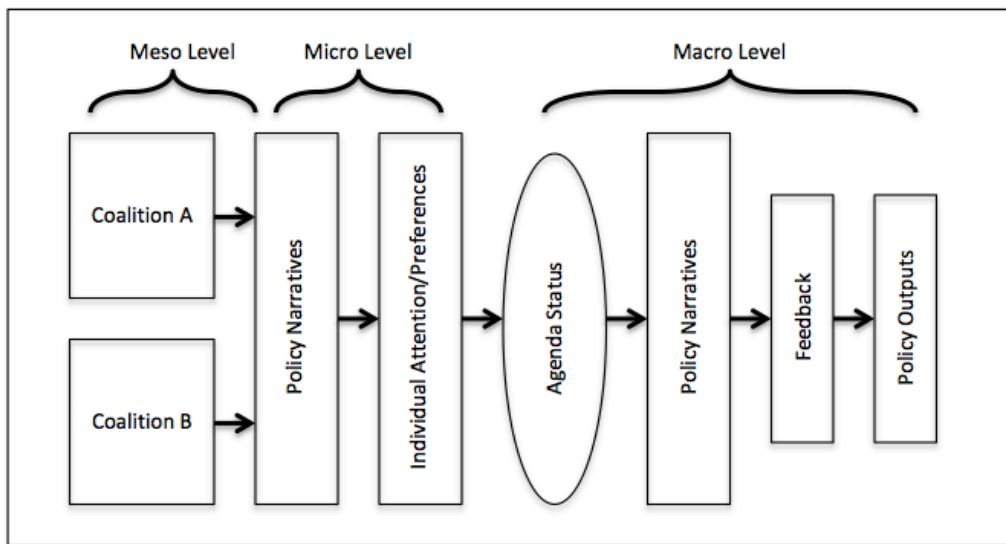 Meso Level
Micro Level
Macro Level
Coalition A
Coalition B
Policy Narratives
Individual Attention/Preferences
Agenda Status
Policy Narratives
Feedback
Policy Outputs